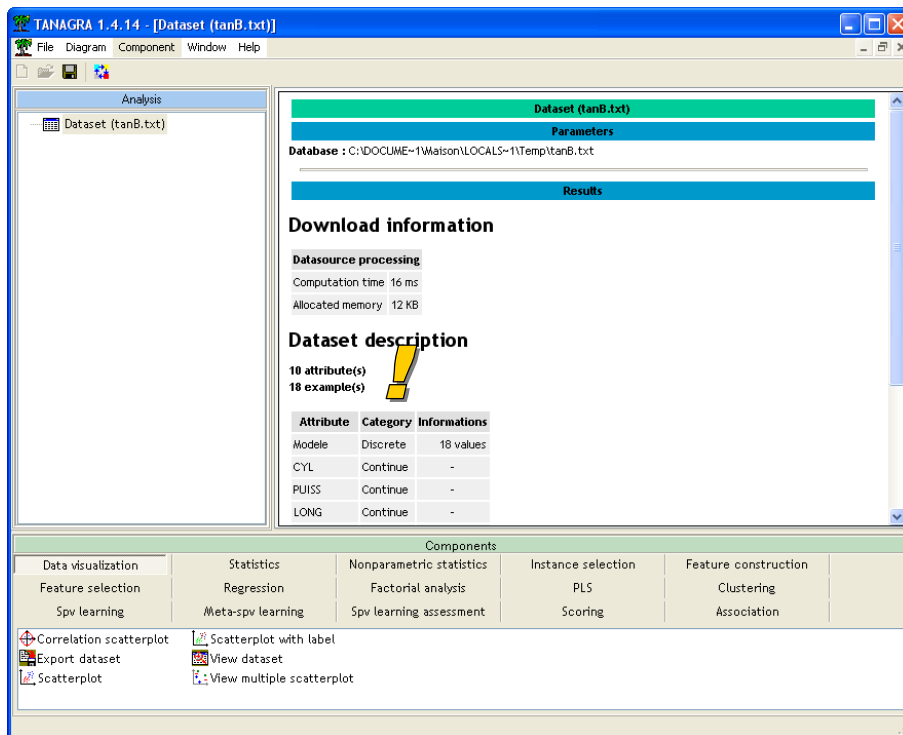 TANAGRA 1.4.14 - [Dataset (tanB.txt)]
File Diagram Component Window Help
Analysis
Dataset (tanB.txt)
Dataset (tanB.txt)
Parameters
Database : C:\DOCUME~1\Maison\LOCALS~1\Temp\tanB.txt
Results
Download information
Datasource processing
Computation time 16 ms
Allocated memory 12 KB
Dataset description
10 attribute(s)
18 example(s)
Attribute Category Informations
Modele Discrete 18 values
CYL Continue -
PUISS Continue -
LONG Continue -
Components
Data visualization Statistics Nonparametric statistics Instance selection Feature construction
Feature selection Regression Factorial analysis PLS Clustering
Spv learning Meta-spv learning Spv learning assessment Scoring Association
Correlation scatterplot Scatterplot with label
Export dataset View dataset
Scatterplot View multiple scatterplot